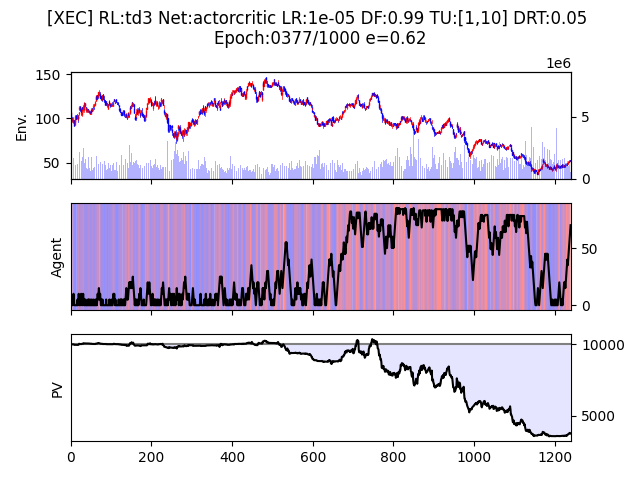 [XEC] RL:td3 Net:actorcritic LR:1e-05 DF:0.99 TU:[1,10] DRT:0.05
Epoch:0377/1000 e=0.62
1e6
150
100
50
Env.
5
0
Agent
50
0
PV
10000
5000
0
200
400
600
800
1000
1200